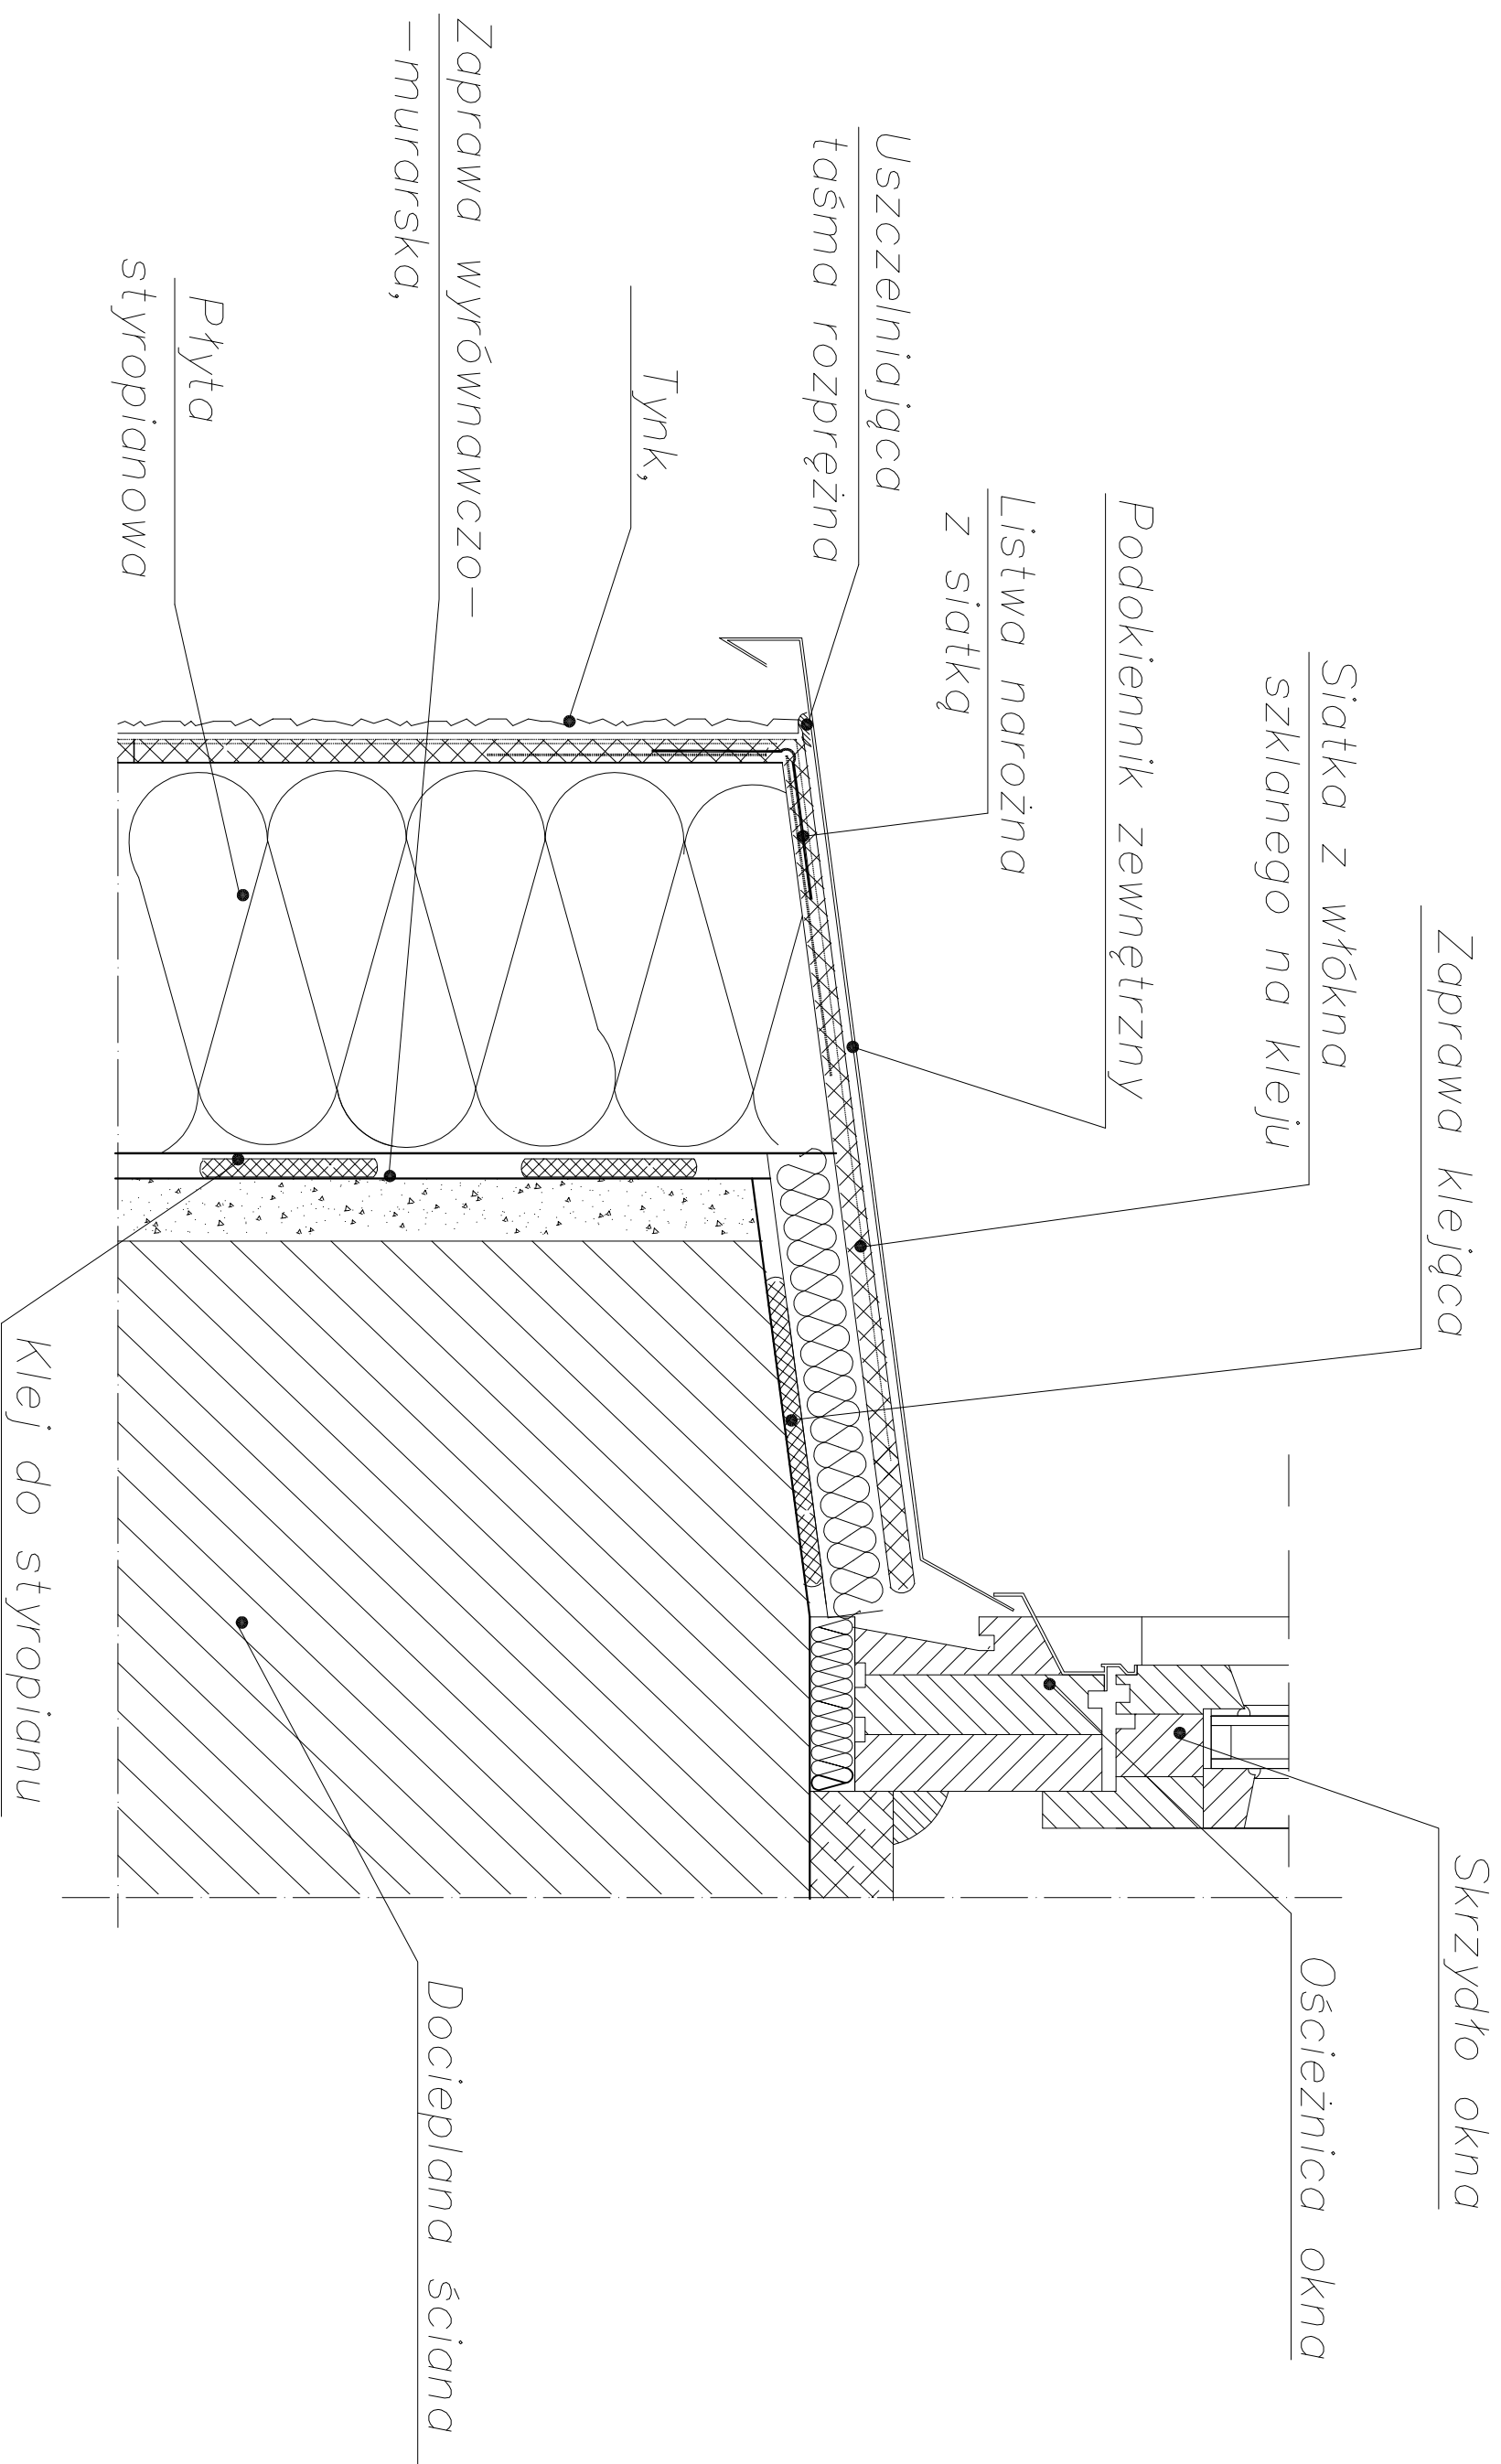 Skrzydło okna
Ościeżnica okna
Zaprawa klejąca
Siatka z włókna
szklanego na kleju
Podokiennik zewnętrzny
Listwa narożna
z siatką
Uszczelniająca
taśma rozprężna
Tynk,
Zaprawa wyrównawczo–
–murarska,
Płyta
styropianowa
Docieplana ściana
Klej do styropianu